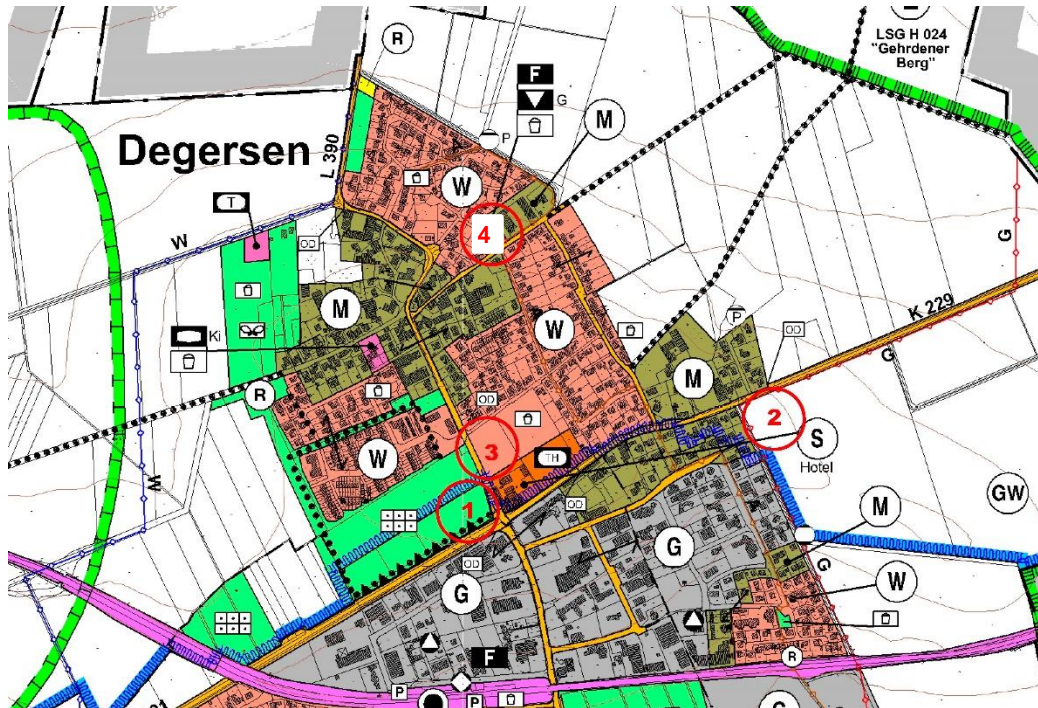 R
LSG H 024
"Gehrdener
Berg"
F
G
M
P
Degersen
L 390
W
4
T
W
OD
G
K 229
M
Ki
W
P
OD
M
R
OD
2
S
Hotel
3
W
TH
GW
1
OD
M
G
G
W
OD
G
W
F
R
P
P